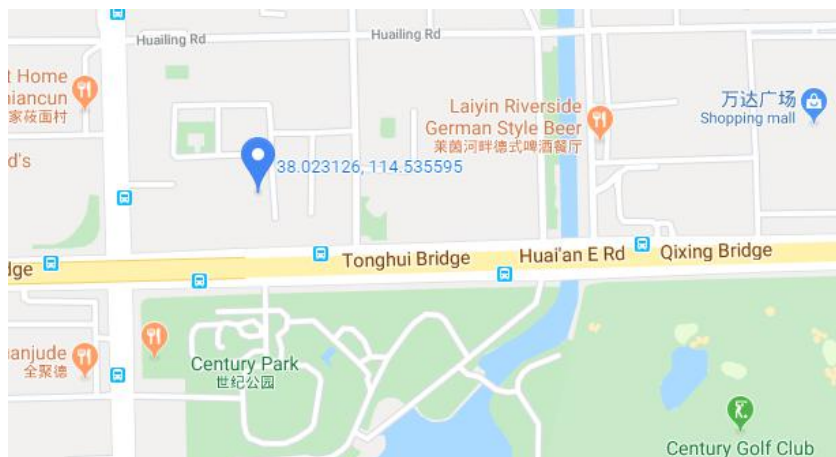 Huailing Rd
Huailing Rd
t Home
hiancun
家莜面村
Laiyin Riverside
German Style Beer
莱茵河畔德式啤酒餐厅
万达广场
Shopping mall
d's
38.023126, 114.535595
dge
Tonghui Bridge
Huai'an E Rd
Qixing Bridge
uanjude
全聚德
Century Park
世纪公园
Century Golf Club